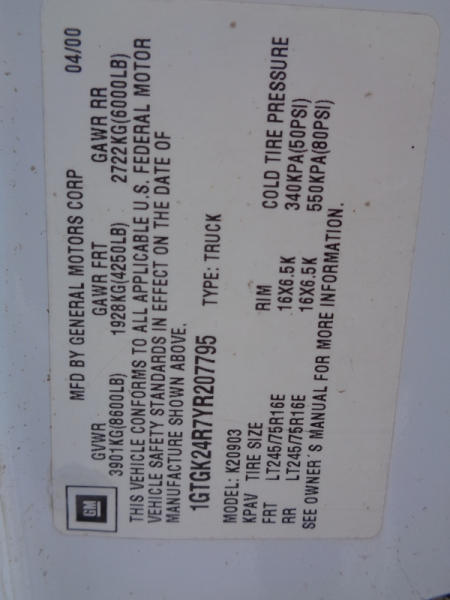 GM
MFD BY GENERAL MOTORS CORP 04/00
GVWR GAWR FRT GAWR RR
3901KG(8600LB) 1928KG(4250LB) 2722KG(6000LB)
THIS VEHICLE CONFORMS TO ALL APPLICABLE U.S. FEDERAL MOTOR
VEHICLE SAFETY STANDARDS IN EFFECT ON THE DATE OF
MANUFACTURE SHOWN ABOVE.
1GTGK24R7YR207795 TYPE: TRUCK
MODEL: K20903
KPAV TIRE SIZE RIM COLD TIRE PRESSURE
FRT LT245/75R16E 16X6.5K 340KPA(50PSI)
RR LT245/75R16E 16X6.5K 550KPA(80PSI)
SEE OWNER'S MANUAL FOR MORE INFORMATION.